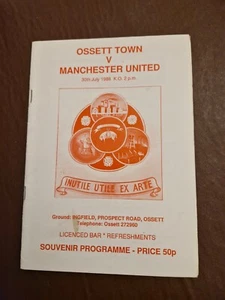 OSSETT TOWN
V
MANCHESTER UNITED
30th July 1988 K.O. 2 p.m.
INUTILE UTILE EX ARTE
Ground: INGFIELD, PROSPECT ROAD, OSSETT
Telephone: Ossett 272960
LICENCED BAR * REFRESHMENTS
SOUVENIR PROGRAMME - PRICE 50p